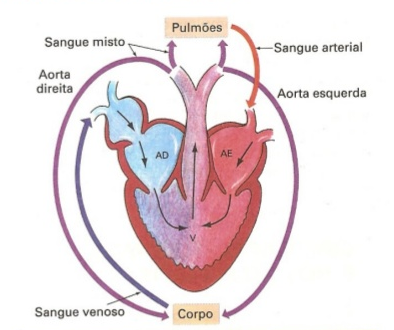 Pulmões
Sangue misto
Sangue arterial
Aorta
direita
Aorta esquerda
AD
AE
V
Sangue venoso
Corpo